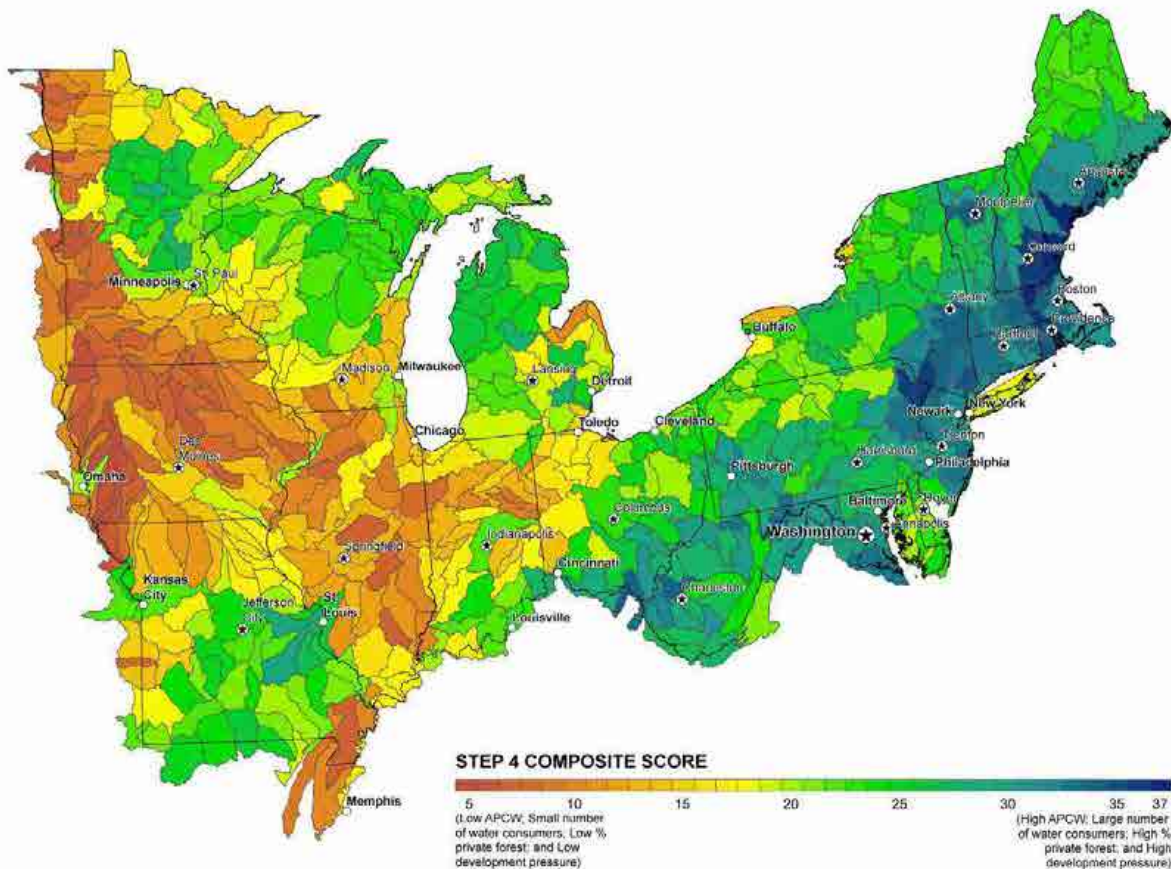 Augusta
Montpelier
Concord
Minneapolis
St. Paul
Boston
Albany
Providence
Buffalo
Hartford
Madison
Milwaukee
Lansing
Detroit
New York
Newark
Chicago
Toledo
Cleveland
Trenton
Des
Moines
Harrisburg
Philadelphia
Omaha
Pittsburgh
Baltimore
Dover
Columbus
Annapolis
Washington
Indianapolis
Springfield
Cincinnati
Kansas
City
Jefferson
City
St.
Louis
Charleston
Louisville
Memphis
STEP 4 COMPOSITE SCORE
5 10 15 20 25 30 35 37
(Low APCW; Small number
of water consumers, Low %
private forest; and Low
development pressure)
(High APCW; Large number
of water consumers; High %
private forest; and High
development pressure)